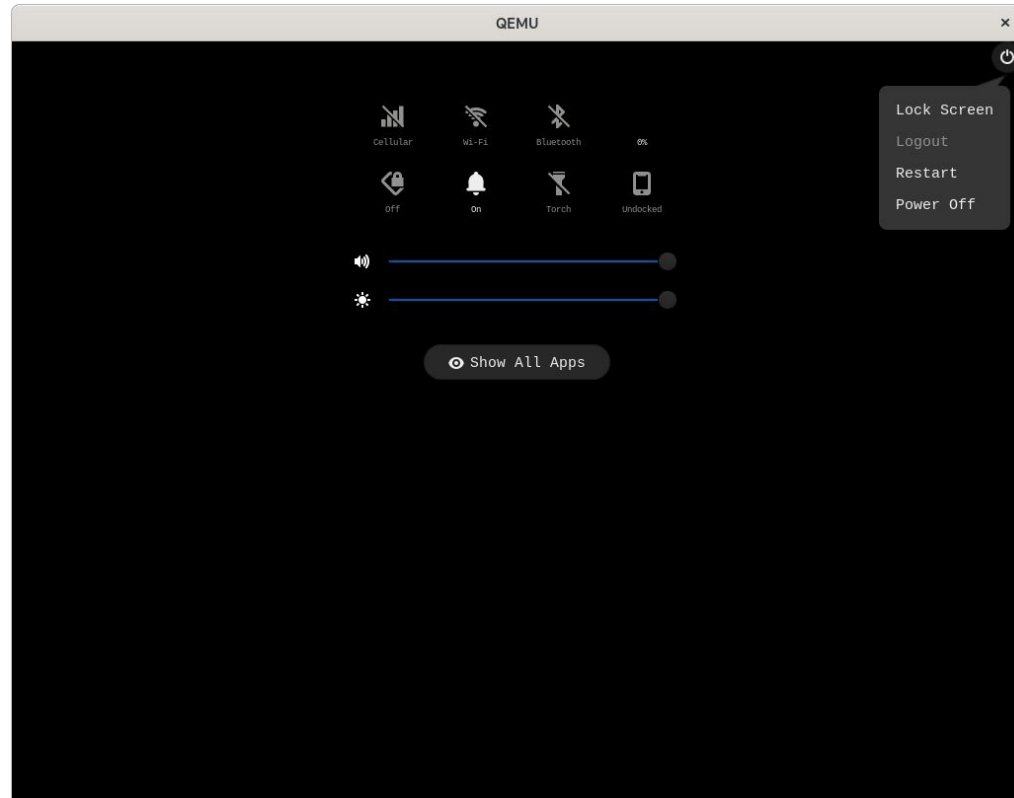 QEMU
Lock Screen
Logout
Restart
Power Off
Cellular
Wi-Fi
Bluetooth
0%
Off
On
Torch
Undocked
Show All Apps